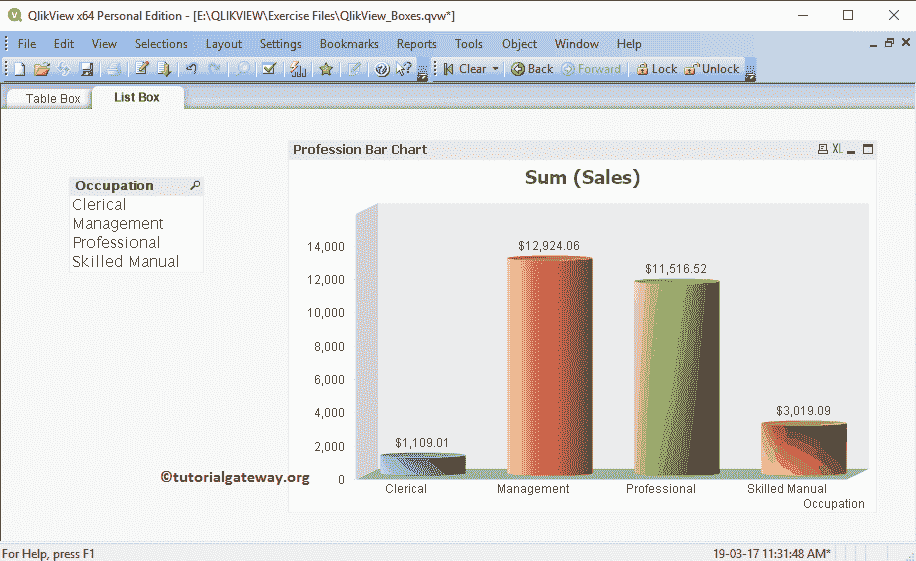 QlikView x64 Personal Edition - [E:\QLIKVIEW\Exercise Files\QlikView_Boxes.qvw*]
File Edit View Selections Layout Settings Bookmarks Reports Tools Object Window Help
Clear Back Forward Lock Unlock
Table Box List Box
Profession Bar Chart XL
Sum (Sales)
Occupation
Clerical
Management
Professional
Skilled Manual
14,000
12,000
10,000
8,000
6,000
4,000
2,000
0
$1,109.01
$12,924.06
$11,516.52
$3,019.09
Clerical Management Professional Skilled Manual
Occupation
©tutorialgateway.org
For Help, press F1 19-03-17 11:31:48 AM*